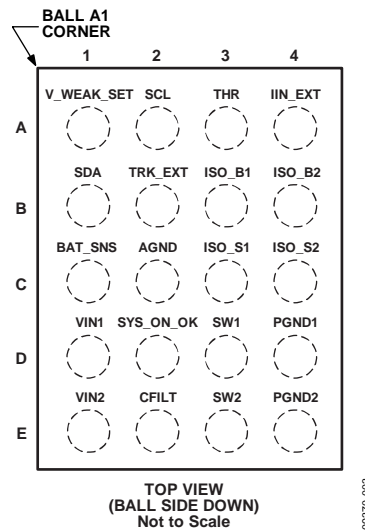 BALL A1
CORNER
1 2 3 4
V_WEAK_SET SCL THR IIN_EXT
A
SDA TRK_EXT ISO_B1 ISO_B2
B
BAT_SNS AGND ISO_S1 ISO_S2
C
VIN1 SYS_ON_OK SW1 PGND1
D
VIN2 CFILT SW2 PGND2
E
TOP VIEW
(BALL SIDE DOWN)
Not to Scale